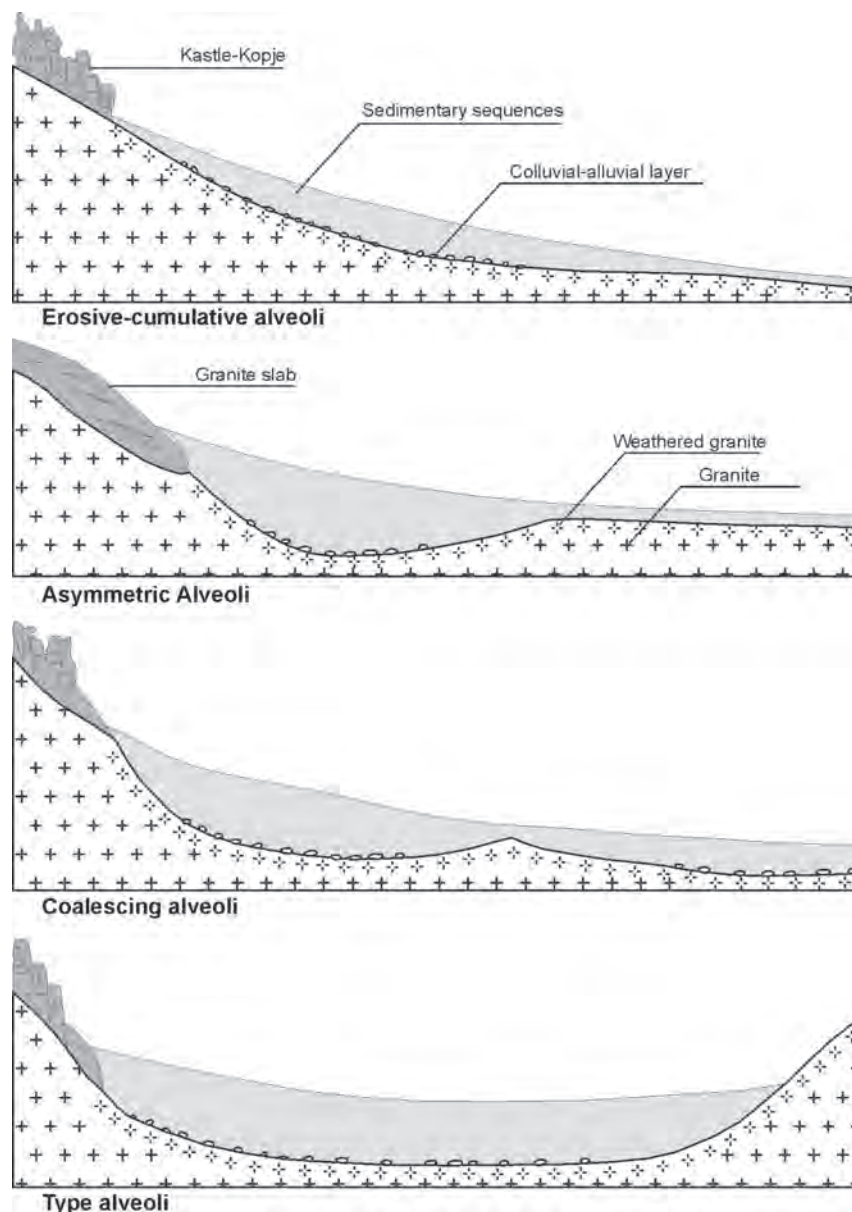 Kastle-Kopje
Sedimentary sequences
Colluvial-alluvial layer
Erosive-cumulative alveoli
Granite slab
Weathered granite
Granite
Asymmetric Alveoli
Coalescing alveoli
Type alveoli